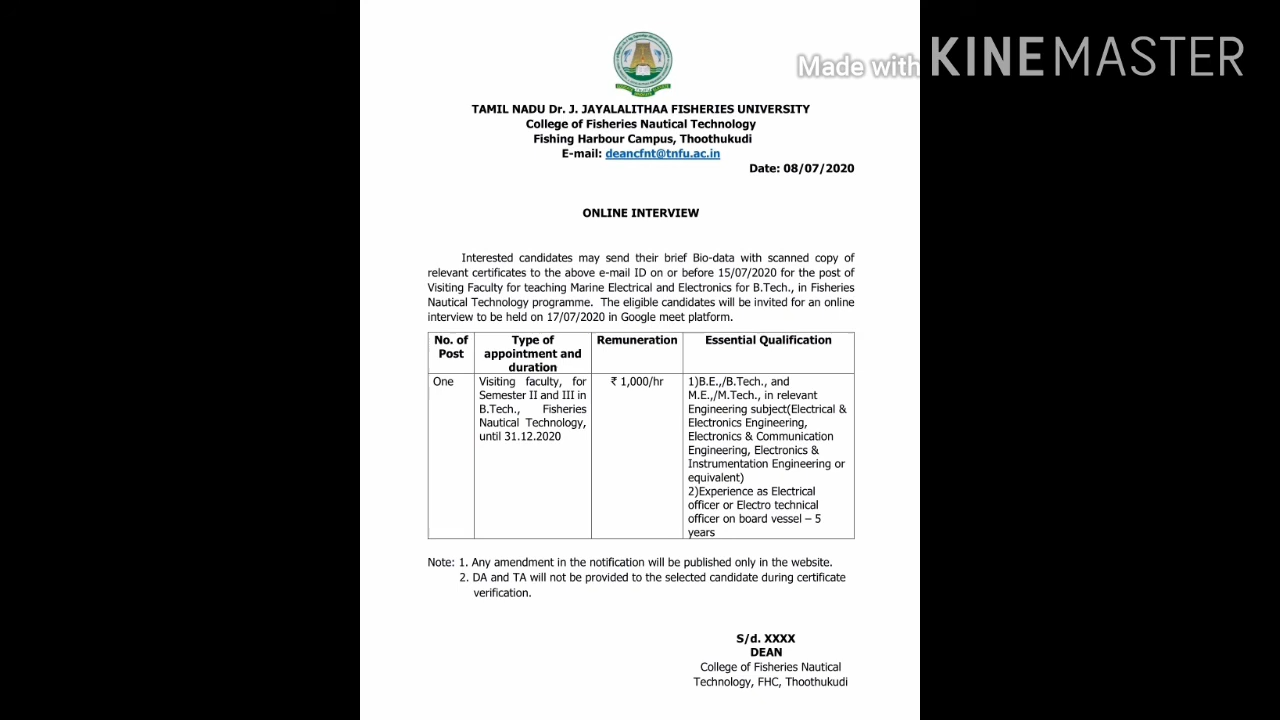 Made with KINEMASTER
TAMIL NADU Dr. J. JAYALALITHAA FISHERIES UNIVERSITY
College of Fisheries Nautical Technology
Fishing Harbour Campus, Thoothukudi
E-mail: deancfnt@tnfu.ac.in
Date: 08/07/2020
ONLINE INTERVIEW
Interested candidates may send their brief Bio-data with scanned copy of
relevant certificates to the above e-mail ID on or before 15/07/2020 for the post of
Visiting Faculty for teaching Marine Electrical and Electronics for B.Tech., in Fisheries
Nautical Technology programme. The eligible candidates will be invited for an online
interview to be held on 17/07/2020 in Google meet platform.
No. of
Post
Type of
appointment and
duration
Remuneration
Essential Qualification
One
Visiting faculty, for
Semester II and III in
B.Tech., Fisheries
Nautical Technology,
until 31.12.2020
₹ 1,000/hr
1)B.E.,/B.Tech., and
M.E.,/M.Tech., in relevant
Engineering subject(Electrical &
Electronics Engineering,
Electronics & Communication
Engineering, Electronics &
Instrumentation Engineering or
equivalent)
2)Experience as Electrical
officer or Electro technical
officer on board vessel – 5
years
Note: 1. Any amendment in the notification will be published only in the website.
2. DA and TA will not be provided to the selected candidate during certificate
verification.
S/d. XXXX
DEAN
College of Fisheries Nautical
Technology, FHC, Thoothukudi